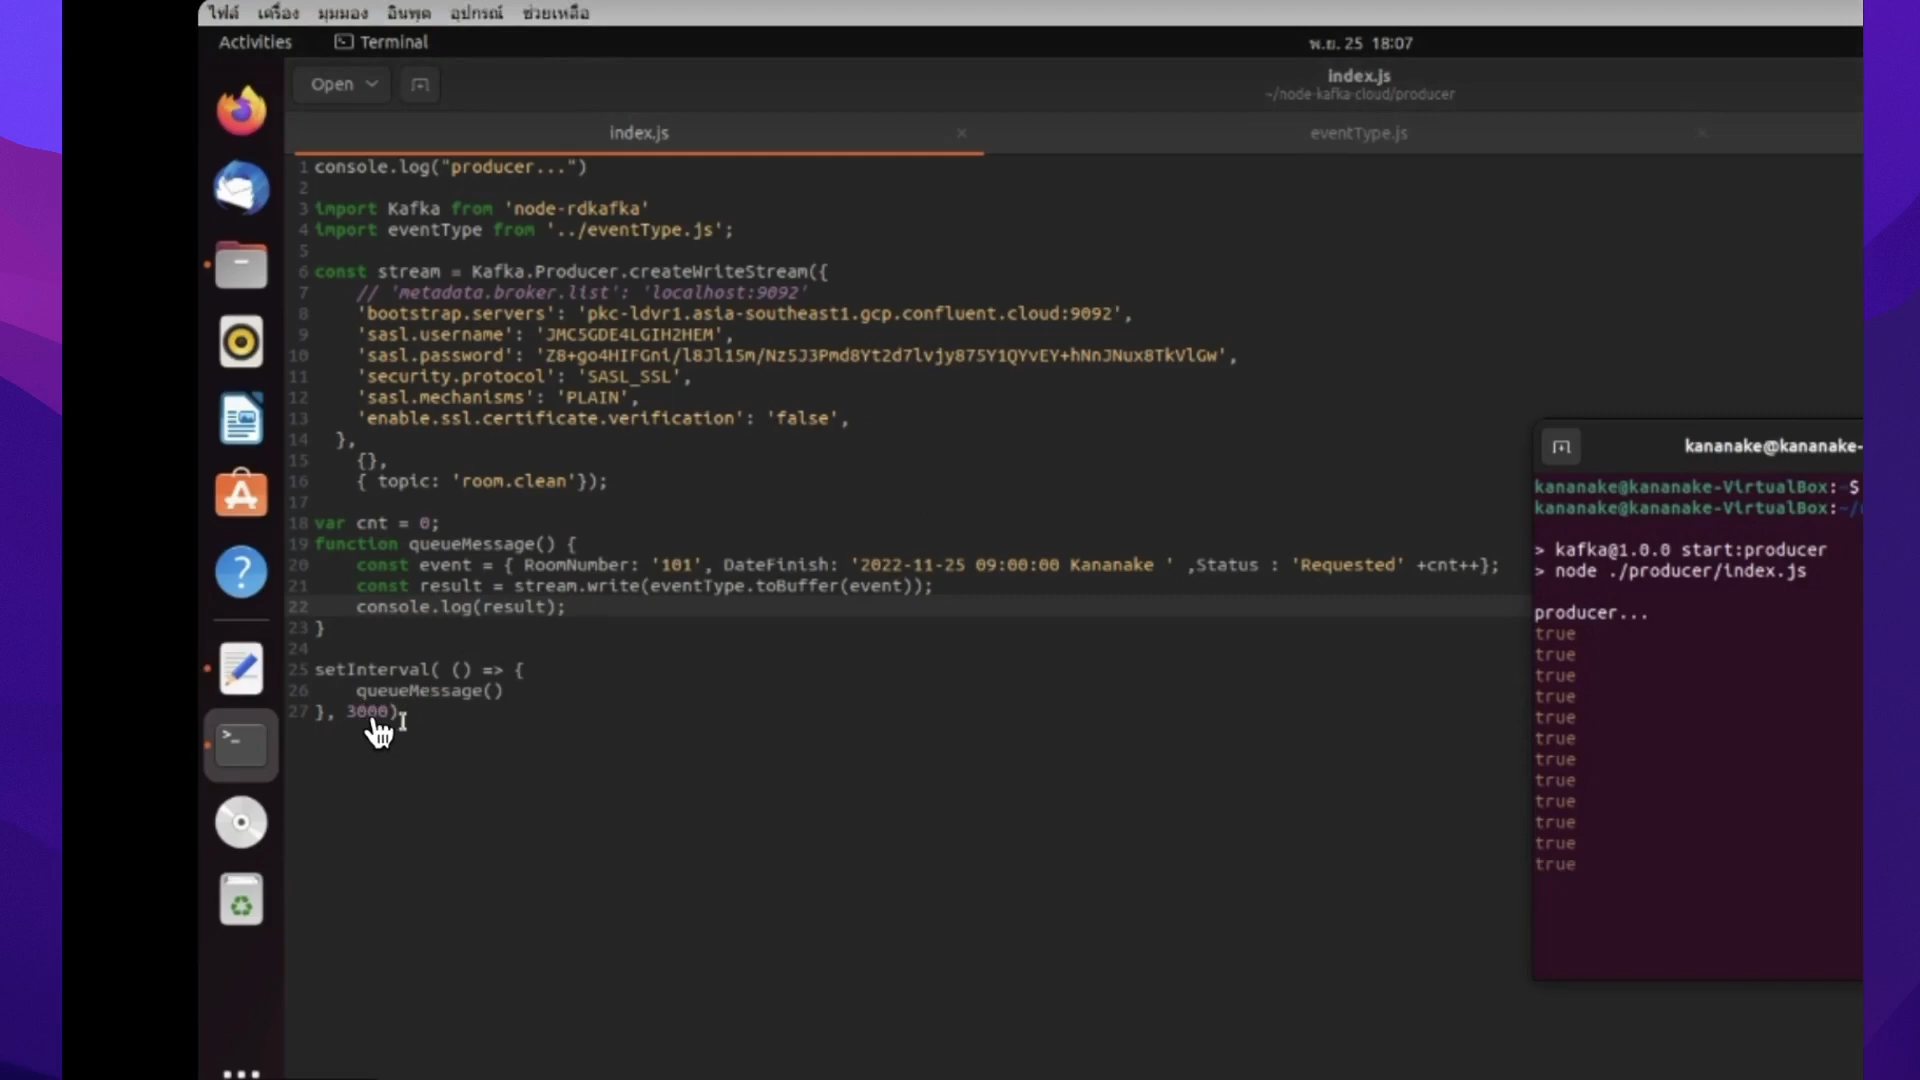 ไฟล์ เครื่อง มุมมอง อินพุต อุปกรณ์ ช่วยเหลือ
Activities Terminal พ.ย. 25 18:07
Open index.js
~/node-kafka-cloud/producer
index.js × eventType.js ×
1 console.log("producer...")
2
3 import Kafka from 'node-rdkafka'
4 import eventType from '../eventType.js';
5
6 const stream = Kafka.Producer.createWriteStream({
7 // 'metadata.broker.list': 'localhost:9092'
8 'bootstrap.servers': 'pkc-ldvr1.asia-southeast1.gcp.confluent.cloud:9092',
9 'sasl.username': 'JMC5GDE4LGIH2HEM',
10 'sasl.password': 'Z8+go4HIFGni/l8Jl15m/Nz5J3Pmd8Yt2d7lvjy875Y1QYvEY+hNnJNux8TkVlGw',
11 'security.protocol': 'SASL_SSL',
12 'sasl.mechanisms': 'PLAIN',
13 'enable.ssl.certificate.verification': 'false',
14 },
15 {},
16 { topic: 'room.clean'});
17
18 var cnt = 0;
19 function queueMessage() {
20 const event = { RoomNumber: '101', DateFinish: '2022-11-25 09:00:00 Kananake ' ,Status : 'Requested' +cnt++};
21 const result = stream.write(eventType.toBuffer(event));
22 console.log(result);
23 }
24
25 setInterval( () => {
26 queueMessage()
27 }, 3000)
kananake@kananake-
kananake@kananake-VirtualBox: $
kananake@kananake-VirtualBox:~/
> kafka@1.0.0 start:producer
> node ./producer/index.js
producer...
true
true
true
true
true
true
true
true
true
true
true
true